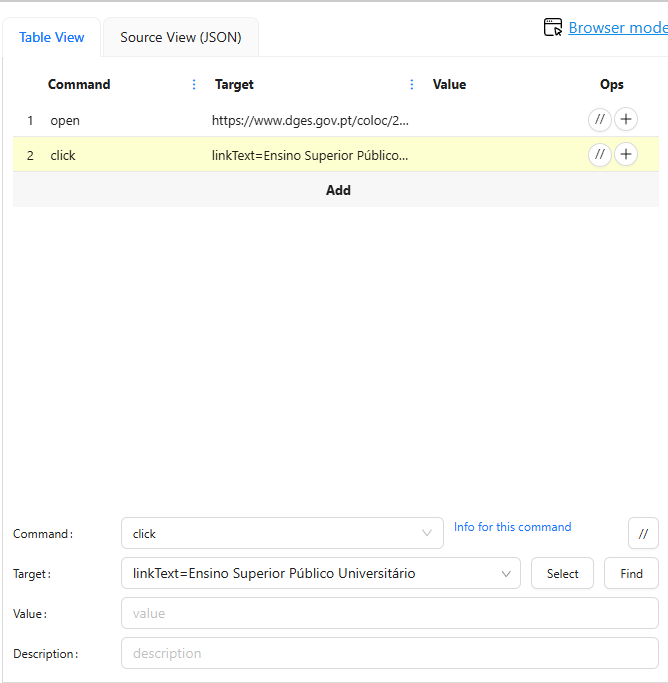 Table View Source View (JSON) Browser mode
Command Target Value Ops
1 open https://www.dges.gov.pt/coloc/2... // +
2 click linkText=Ensino Superior Público... // +
Add
Command: click Info for this command //
Target: linkText=Ensino Superior Público Universitário Select Find
Value: value
Description: description